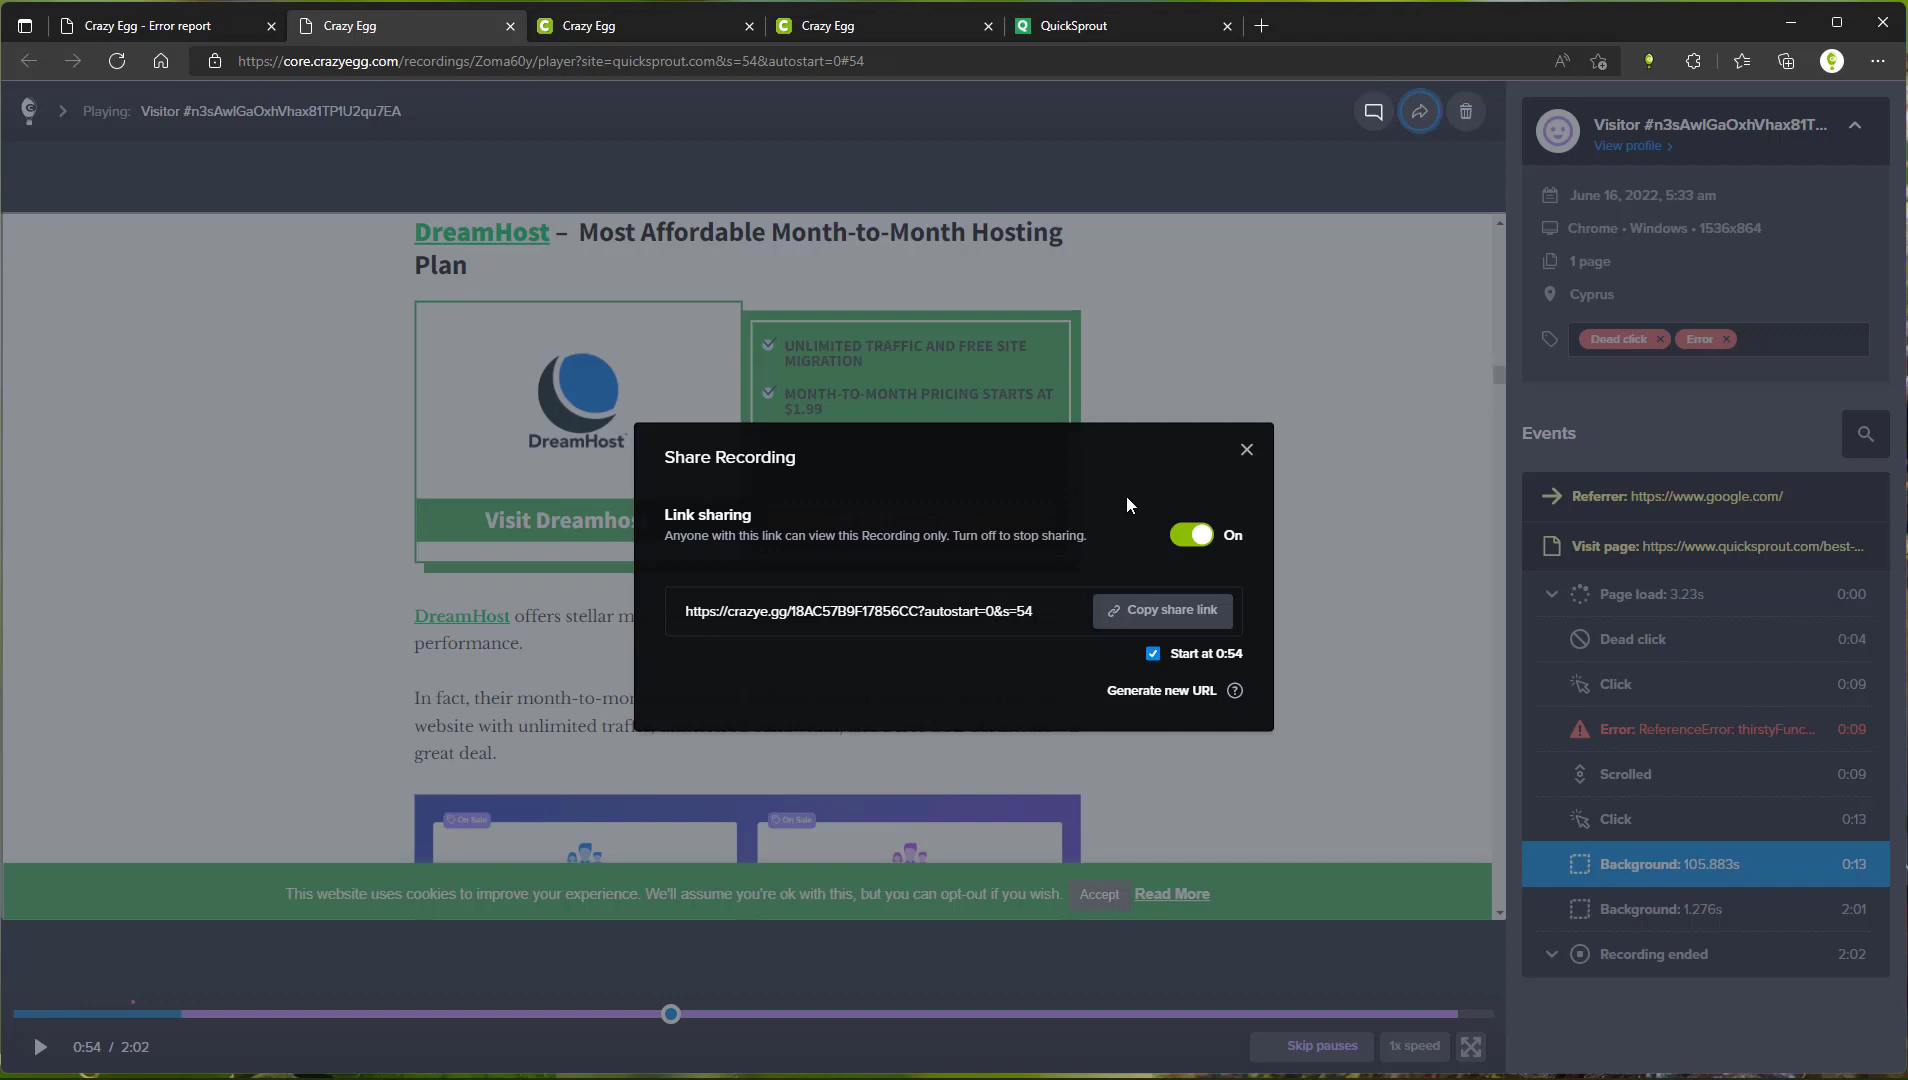 Crazy Egg - Error report
Crazy Egg
Crazy Egg
Crazy Egg
QuickSprout
https://core.crazyegg.com/recordings/Zoma60y/player?site=quicksprout.com&s=54&autostart=0#54
Playing: Visitor #n3sAwlGaOxhVhax81TP1U2qu7EA
DreamHost – Most Affordable Month-to-Month Hosting
Plan
DreamHost
UNLIMITED TRAFFIC AND FREE SITE
MIGRATION
MONTH-TO-MONTH PRICING STARTS AT
$1.99
Visit Dreamhos
DreamHost offers stellar m
performance.
In fact, their month-to-mon
website with unlimited traffi
great deal.
On Sale
On Sale
This website uses cookies to improve your experience. We'll assume you're ok with this, but you can opt-out if you wish. Accept Read More
Share Recording
Link sharing
Anyone with this link can view this Recording only. Turn off to stop sharing.
On
https://crazye.gg/18AC57B9F17856CC?autostart=0&s=54
Copy share link
Start at 0:54
Generate new URL ?
0:54 / 2:02
Skip pauses
1x speed
Visitor #n3sAwlGaOxhVhax81T...
View profile
June 16, 2022, 5:33 am
Chrome • Windows • 1536x864
1 page
Cyprus
Dead click × Error ×
Events
Referrer: https://www.google.com/
Visit page: https://www.quicksprout.com/best-...
Page load: 3.23s 0:00
Dead click 0:04
Click 0:09
Error: ReferenceError: thirstyFunc... 0:09
Scrolled 0:09
Click 0:13
Background: 105.883s 0:13
Background: 1.276s 2:01
Recording ended 2:02